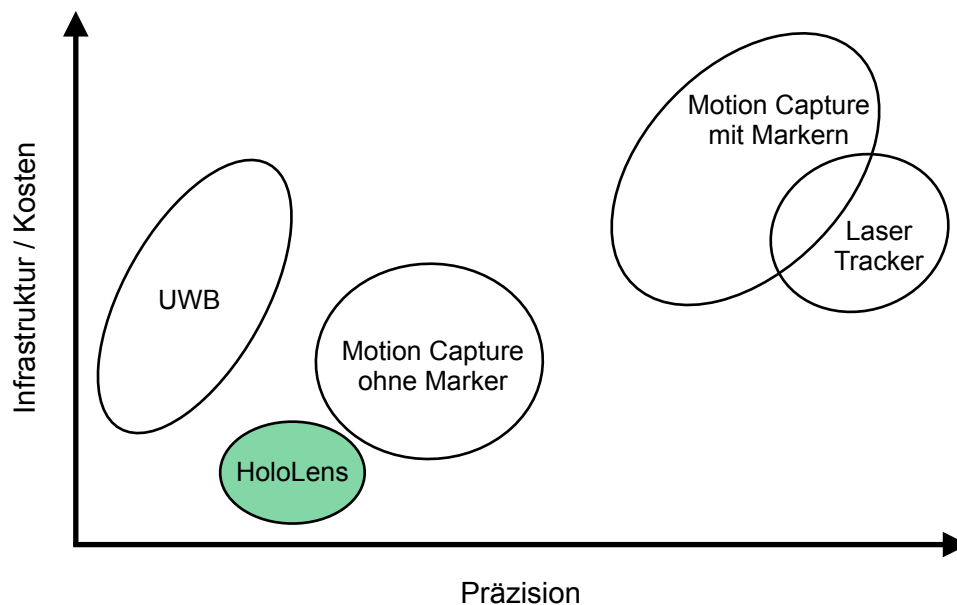 Infrastruktur / Kosten
Motion Capture
mit Markern
Laser
Tracker
UWB
Motion Capture
ohne Marker
HoloLens
Präzision